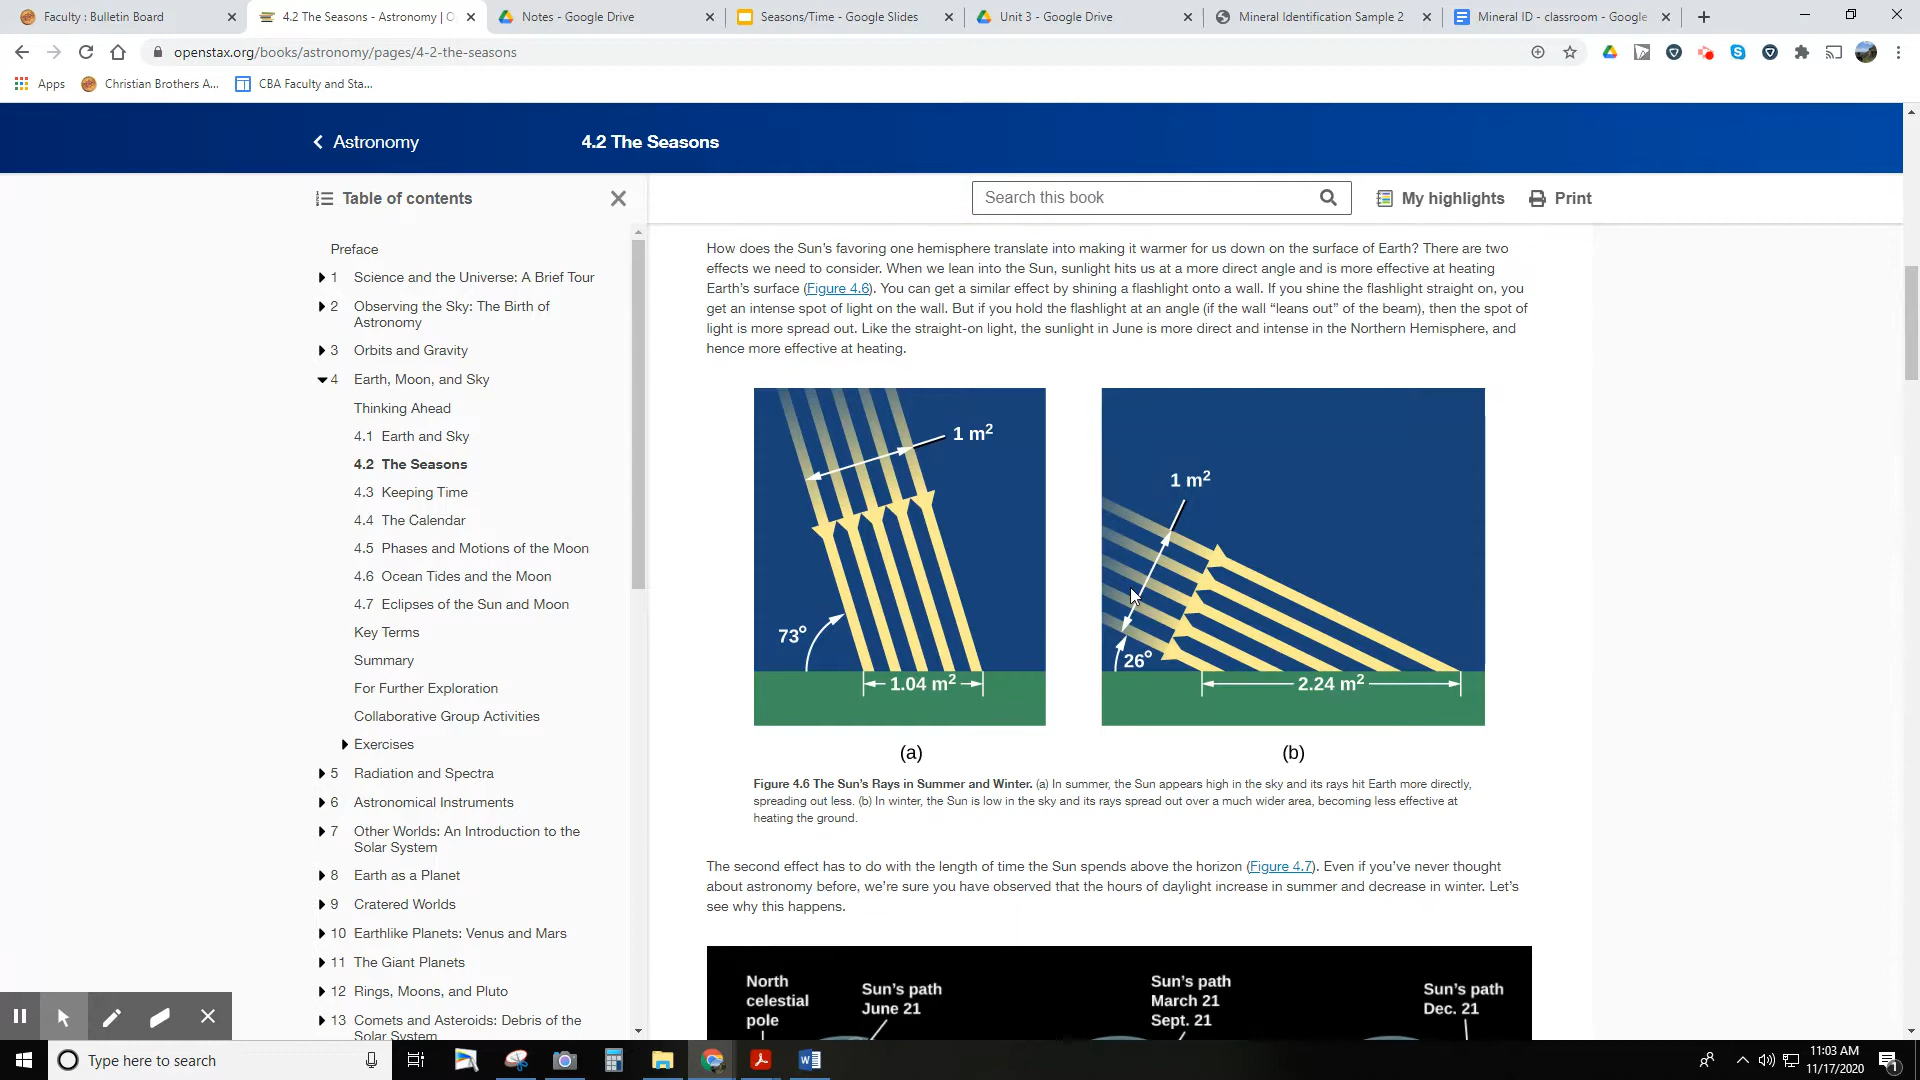 Faculty : Bulletin Board
4.2 The Seasons - Astronomy | O
Notes - Google Drive
Seasons/Time - Google Slides
Unit 3 - Google Drive
Mineral Identification Sample 2
Mineral ID - classroom - Google
openstax.org/books/astronomy/pages/4-2-the-seasons
Apps
Christian Brothers A...
CBA Faculty and Sta...
Astronomy
4.2 The Seasons
Table of contents
Search this book
My highlights
Print
Preface
1 Science and the Universe: A Brief Tour
2 Observing the Sky: The Birth of
Astronomy
3 Orbits and Gravity
4 Earth, Moon, and Sky
Thinking Ahead
4.1 Earth and Sky
4.2 The Seasons
4.3 Keeping Time
4.4 The Calendar
4.5 Phases and Motions of the Moon
4.6 Ocean Tides and the Moon
4.7 Eclipses of the Sun and Moon
Key Terms
Summary
For Further Exploration
Collaborative Group Activities
Exercises
5 Radiation and Spectra
6 Astronomical Instruments
7 Other Worlds: An Introduction to the
Solar System
8 Earth as a Planet
9 Cratered Worlds
10 Earthlike Planets: Venus and Mars
11 The Giant Planets
12 Rings, Moons, and Pluto
13 Comets and Asteroids: Debris of the
Solar System
How does the Sun's favoring one hemisphere translate into making it warmer for us down on the surface of Earth? There are two
effects we need to consider. When we lean into the Sun, sunlight hits us at a more direct angle and is more effective at heating
Earth's surface (Figure 4.6). You can get a similar effect by shining a flashlight onto a wall. If you shine the flashlight straight on, you
get an intense spot of light on the wall. But if you hold the flashlight at an angle (if the wall “leans out” of the beam), then the spot of
light is more spread out. Like the straight-on light, the sunlight in June is more direct and intense in the Northern Hemisphere, and
hence more effective at heating.
1 m²
73°
1.04 m²
(a)
1 m²
26°
2.24 m²
(b)
Figure 4.6 The Sun's Rays in Summer and Winter. (a) In summer, the Sun appears high in the sky and its rays hit Earth more directly,
spreading out less. (b) In winter, the Sun is low in the sky and its rays spread out over a much wider area, becoming less effective at
heating the ground.
The second effect has to do with the length of time the Sun spends above the horizon (Figure 4.7). Even if you've never thought
about astronomy before, we're sure you have observed that the hours of daylight increase in summer and decrease in winter. Let's
see why this happens.
North
celestial
pole
Sun's path
June 21
Sun's path
March 21
Sept. 21
Sun's path
Dec. 21
Type here to search
11:03 AM
11/17/2020
1